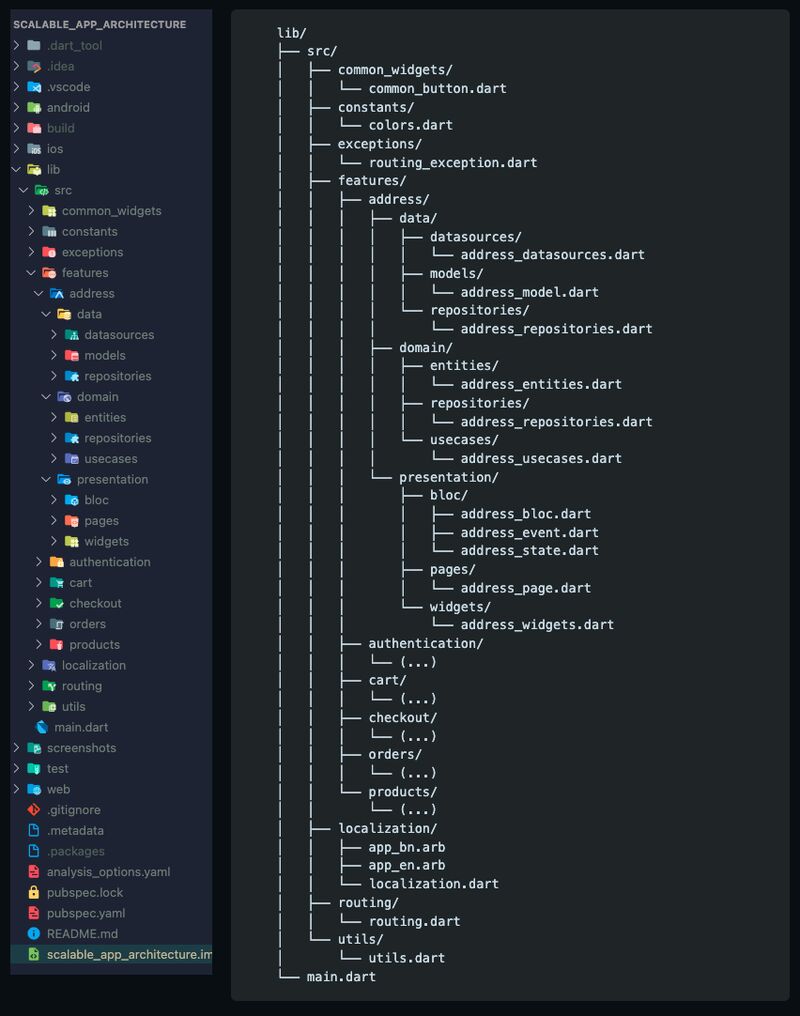 SCALABLE_APP_ARCHITECTURE
.dart_tool
.idea
.vscode
android
build
ios
lib
src
common_widgets
constants
exceptions
features
address
data
datasources
models
repositories
domain
entities
repositories
usecases
presentation
bloc
pages
widgets
authentication
cart
checkout
orders
products
localization
routing
utils
main.dart
screenshots
test
web
.gitignore
.metadata
.packages
analysis_options.yaml
pubspec.lock
pubspec.yaml
README.md
scalable_app_architecture.im
lib/
├── src/
│   ├── common_widgets/
│   │   └── common_button.dart
│   ├── constants/
│   │   └── colors.dart
│   ├── exceptions/
│   │   └── routing_exception.dart
│   ├── features/
│   │   ├── address/
│   │   │   ├── data/
│   │   │   │   ├── datasources/
│   │   │   │   │   └── address_datasources.dart
│   │   │   │   ├── models/
│   │   │   │   │   └── address_model.dart
│   │   │   │   └── repositories/
│   │   │   │       └── address_repositories.dart
│   │   │   ├── domain/
│   │   │   │   ├── entities/
│   │   │   │   │   └── address_entities.dart
│   │   │   │   ├── repositories/
│   │   │   │   │   └── address_repositories.dart
│   │   │   │   └── usecases/
│   │   │   │       └── address_usecases.dart
│   │   │   └── presentation/
│   │   │       ├── bloc/
│   │   │       │   ├── address_bloc.dart
│   │   │       │   ├── address_event.dart
│   │   │       │   └── address_state.dart
│   │   │       ├── pages/
│   │   │       │   └── address_page.dart
│   │   │       └── widgets/
│   │   │           └── address_widgets.dart
│   │   ├── authentication/
│   │   │   └── (...)
│   │   ├── cart/
│   │   │   └── (...)
│   │   ├── checkout/
│   │   │   └── (...)
│   │   ├── orders/
│   │   │   └── (...)
│   │   └── products/
│   │       └── (...)
│   ├── localization/
│   │   ├── app_bn.arb
│   │   ├── app_en.arb
│   │   └── localization.dart
│   ├── routing/
│   │   └── routing.dart
│   └── utils/
│       └── utils.dart
└── main.dart